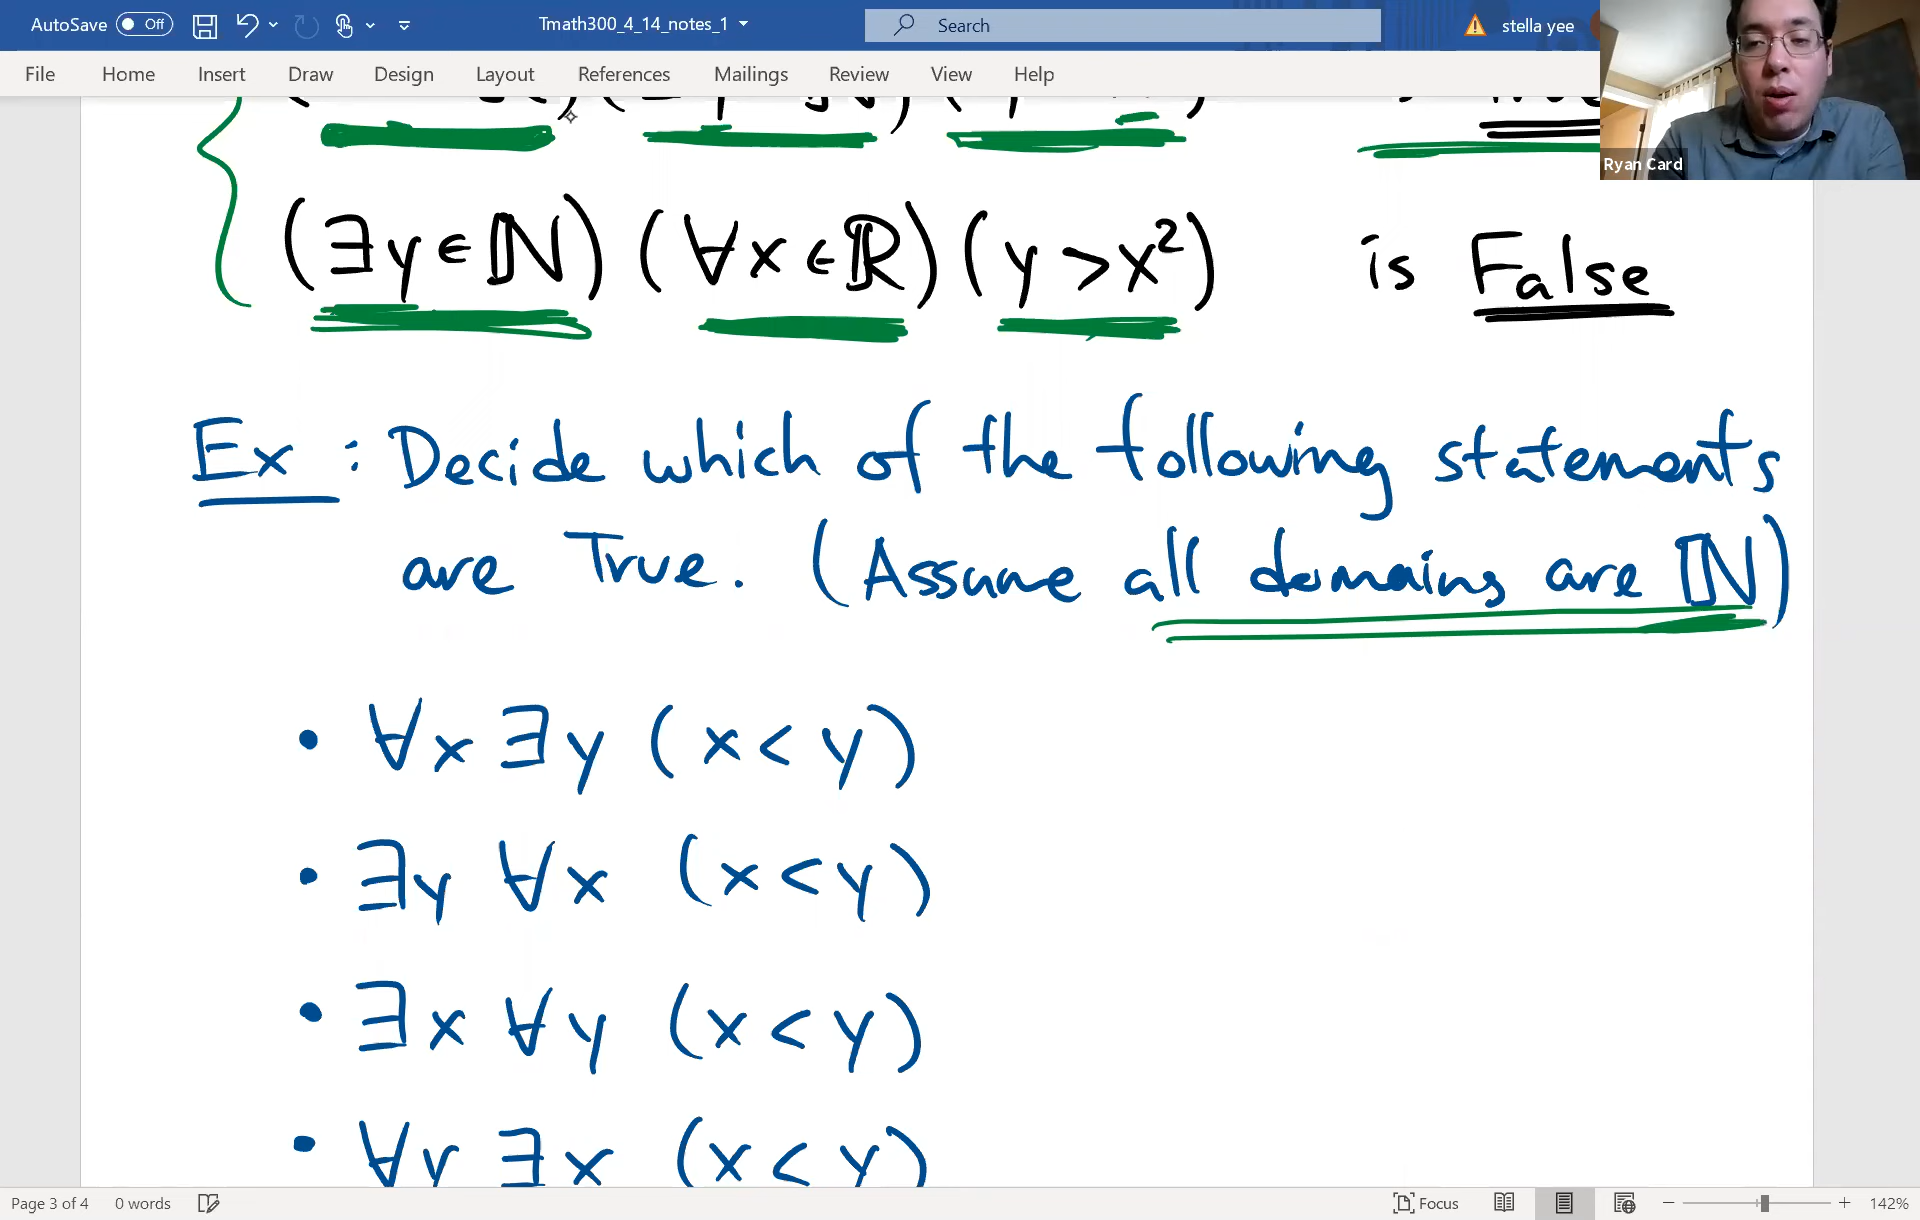 AutoSave Off Tmath300_4_14_notes_1 Search stella yee
File Home Insert Draw Design Layout References Mailings Review View Help
Ryan Card
(∃y∈ℕ) (∀x∈ℝ) (y > x²) is False
Ex : Decide which of the following statements
are True. (Assume all domains are ℕ)
• ∀x ∃y (x < y)
• ∃y ∀x (x < y)
• ∃x ∀y (x < y)
• ∀y ∃x (x < y)
Page 3 of 4 0 words Focus 142%